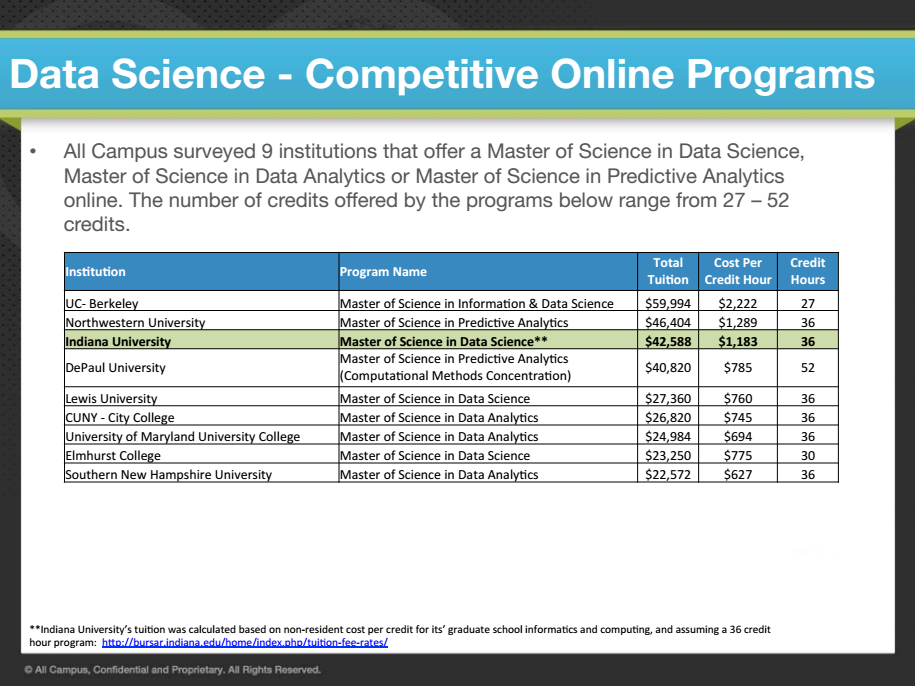 Data Science - Competitive Online Programs
• All Campus surveyed 9 institutions that offer a Master of Science in Data Science,
Master of Science in Data Analytics or Master of Science in Predictive Analytics
online. The number of credits offered by the programs below range from 27 – 52
credits.
Institution Program Name Total Tuition Cost Per Credit Hour Credit Hours
UC- Berkeley Master of Science in Information & Data Science $59,994 $2,222 27
Northwestern University Master of Science in Predictive Analytics $46,404 $1,289 36
Indiana University Master of Science in Data Science** $42,588 $1,183 36
DePaul University Master of Science in Predictive Analytics (Computational Methods Concentration) $40,820 $785 52
Lewis University Master of Science in Data Science $27,360 $760 36
CUNY - City College Master of Science in Data Analytics $26,820 $745 36
University of Maryland University College Master of Science in Data Analytics $24,984 $694 36
Elmhurst College Master of Science in Data Science $23,250 $775 30
Southern New Hampshire University Master of Science in Data Analytics $22,572 $627 36
**Indiana University's tuition was calculated based on non-resident cost per credit for its' graduate school informatics and computing, and assuming a 36 credit
hour program: http://bursar.indiana.edu/home/index.php/tuition-fee-rates/
© All Campus, Confidential and Proprietary. All Rights Reserved.